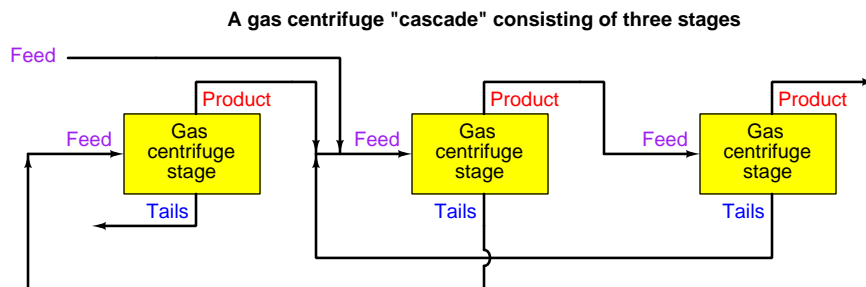 A gas centrifuge "cascade" consisting of three stages
Feed
Product
Product
Product
Feed
Gas
centrifuge
stage
Feed
Gas
centrifuge
stage
Feed
Gas
centrifuge
stage
Tails
Tails
Tails